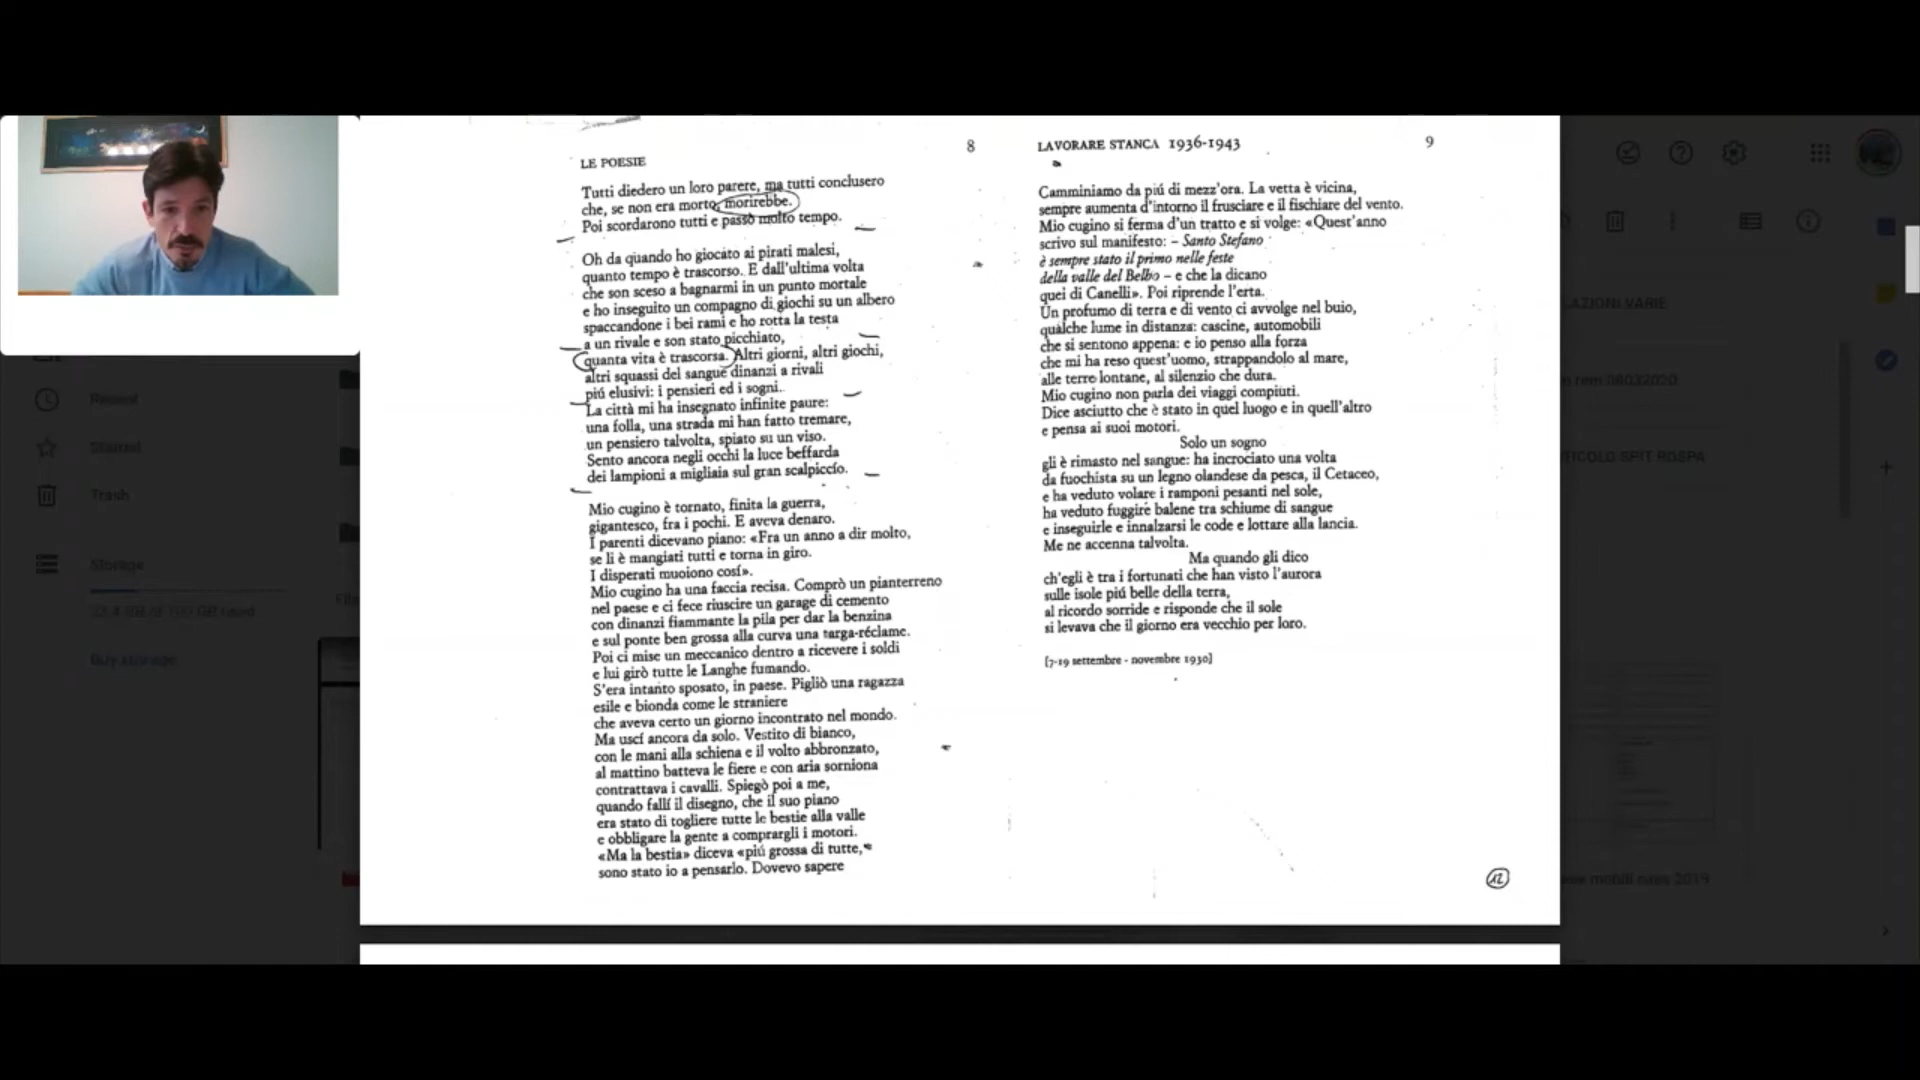 LE POESIE
8
Tutti diedero un loro parere, ma tutti conclusero
che, se non era morto, morirebbe.
Poi scordarono tutti e passò molto tempo.
Oh da quando ho giocato ai pirati malesi,
quanto tempo è trascorso. E dall'ultima volta
che son sceso a bagnarmi in un punto mortale
e ho inseguito un compagno di giochi su un albero
spaccandone i bei rami e ho rotta la testa
a un rivale e son stato picchiato,
quanta vita è trascorsa. Altri giorni, altri giochi,
altri squassi del sangue dinanzi a rivali
piú elusivi: i pensieri ed i sogni.
La città mi ha insegnato infinite paure:
una folla, una strada mi han fatto tremare,
un pensiero talvolta, spiato su un viso.
Sento ancora negli occhi la luce beffarda
dei lampioni a migliaia sul gran scalpiccío.
Mio cugino è tornato, finita la guerra,
gigantesco, fra i pochi. E aveva denaro.
I parenti dicevano piano: «Fra un anno a dir molto,
se li è mangiati tutti e torna in giro.
I disperati muoiono cosí».
Mio cugino ha una faccia recisa. Comprò un pianterreno
nel paese e ci fece riuscire un garage di cemento
con dinanzi fiammante la pila per dar la benzina
e sul ponte ben grossa alla curva una targa-réclame.
Poi ci mise un meccanico dentro a ricevere i soldi
e lui girò tutte le Langhe fumando.
S'era intanto sposato, in paese. Pigliò una ragazza
esile e bionda come le straniere
che aveva certo un giorno incontrato nel mondo.
Ma uscí ancora da solo. Vestito di bianco,
con le mani alla schiena e il volto abbronzato,
al mattino batteva le fiere e con aria sorniona
contrattava i cavalli. Spiegò poi a me,
quando fallí il disegno, che il suo piano
era stato di togliere tutte le bestie alla valle
e obbligare la gente a comprargli i motori.
«Ma la bestia» diceva «piú grossa di tutte,
sono stato io a pensarlo. Dovevo sapere
LAVORARE STANCA 1936-1943
9
Camminiamo da piú di mezz'ora. La vetta è vicina,
sempre aumenta d'intorno il frusciare e il fischiare del vento.
Mio cugino si ferma d'un tratto e si volge: «Quest'anno
scrivo sul manifesto: – Santo Stefano
è sempre stato il primo nelle feste
della valle del Belbo – e che la dicano
quei di Canelli». Poi riprende l'erta.
Un profumo di terra e di vento ci avvolge nel buio,
qualche lume in distanza: cascine, automobili
che si sentono appena: e io penso alla forza
che mi ha reso quest'uomo, strappandolo al mare,
alle terre lontane, al silenzio che dura.
Mio cugino non parla dei viaggi compiuti.
Dice asciutto che è stato in quel luogo e in quell'altro
e pensa ai suoi motori.
Solo un sogno
gli è rimasto nel sangue: ha incrociato una volta
da fuochista su un legno olandese da pesca, il Cetaceo,
e ha veduto volare i ramponi pesanti nel sole,
ha veduto fuggire balene tra schiume di sangue
e inseguirle e innalzarsi le code e lottare alla lancia.
Me ne accenna talvolta.
Ma quando gli dico
ch'egli è tra i fortunati che han visto l'aurora
sulle isole piú belle della terra,
al ricordo sorride e risponde che il sole
si levava che il giorno era vecchio per loro.
[7-19 settembre - novembre 1930]
12
Recent
Starred
Trash
Storage
Buy storage
LAZIONI VARIE
TICOLO SPIT ROSPA